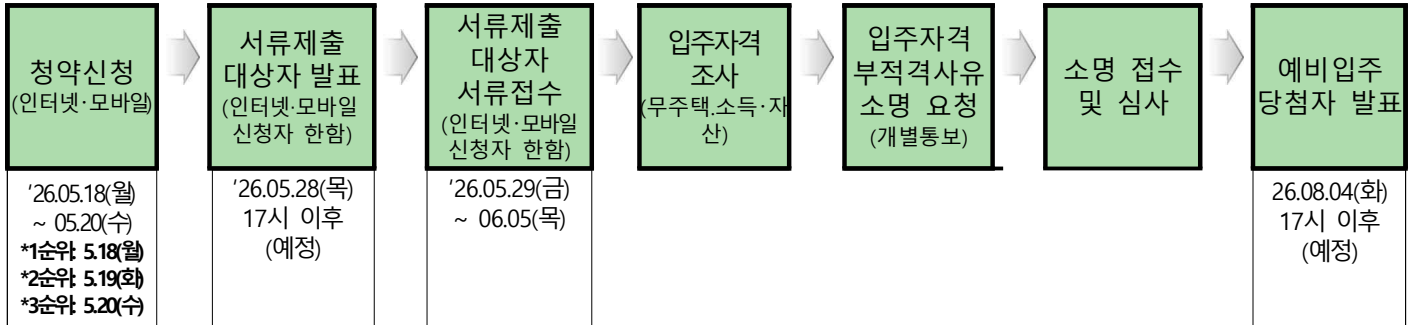 청약신청
(인터넷·모바일)
서류제출
대상자 발표
(인터넷·모바일
신청자 한함)
서류제출
대상자
서류접수
(인터넷·모바일
신청자 한함)
입주자격
조사
(무주택.소득·자
산)
입주자격
부적격사유
소명 요청
(개별통보)
소명 접수
및 심사
예비입주
당첨자 발표
'26.05.18(월)
~ 05.20(수)
*1순위: 5.18(월)
*2순위: 5.19(화)
*3순위: 5.20(수)
'26.05.28(목)
17시 이후
(예정)
'26.05.29(금)
~ 06.05(목)
26.08.04(화)
17시 이후
(예정)